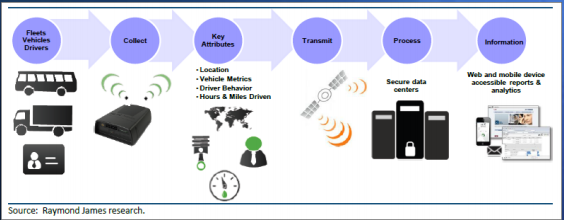 Fleets
Vehicles
Drivers
Collect
Key
Attributes
• Location
• Vehicle Metrics
• Driver Behavior
• Hours & Miles Driven
Transmit
Process
Secure data
centers
Information
Web and mobile device
accessible reports &
analytics
Source: Raymond James research.